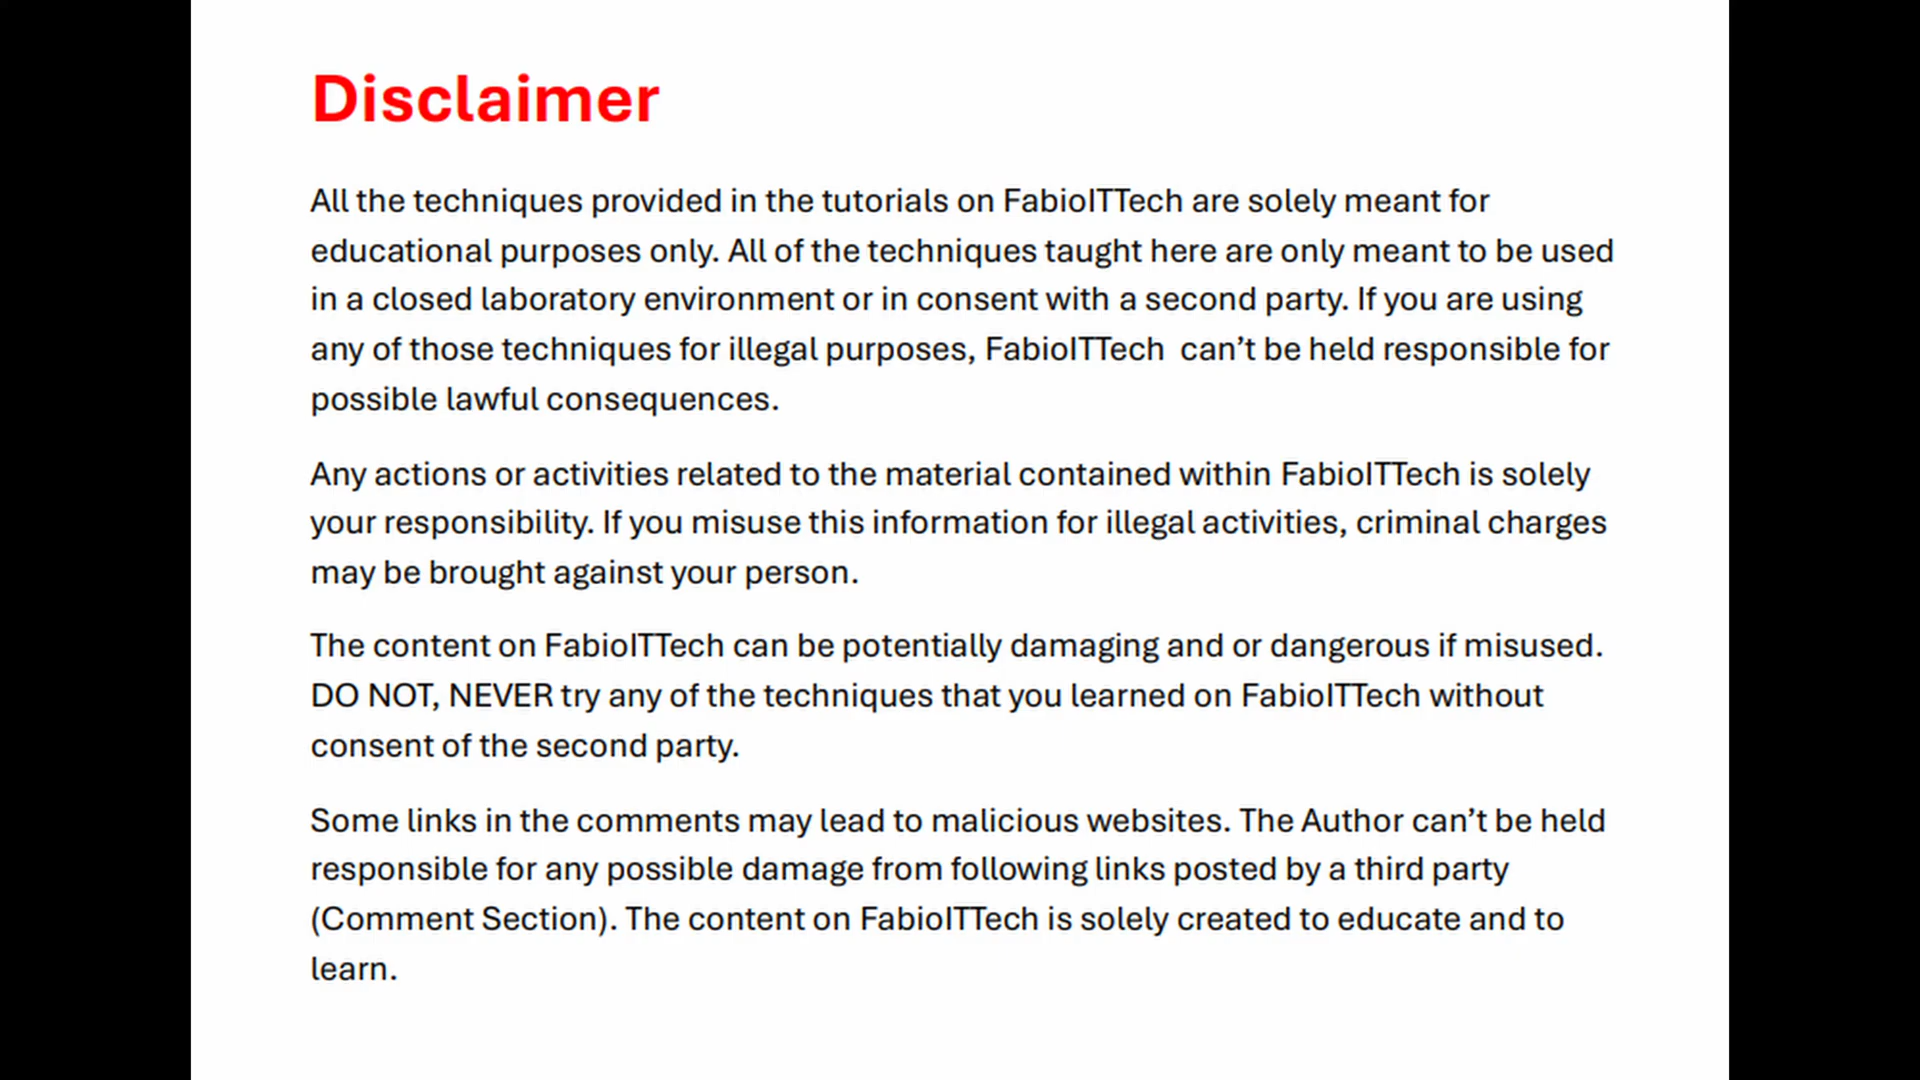 Disclaimer
All the techniques provided in the tutorials on FabioITTech are solely meant for
educational purposes only. All of the techniques taught here are only meant to be used
in a closed laboratory environment or in consent with a second party. If you are using
any of those techniques for illegal purposes, FabioITTech  can’t be held responsible for
possible lawful consequences.
Any actions or activities related to the material contained within FabioITTech is solely
your responsibility. If you misuse this information for illegal activities, criminal charges
may be brought against your person.
The content on FabioITTech can be potentially damaging and or dangerous if misused.
DO NOT, NEVER try any of the techniques that you learned on FabioITTech without
consent of the second party.
Some links in the comments may lead to malicious websites. The Author can’t be held
responsible for any possible damage from following links posted by a third party
(Comment Section). The content on FabioITTech is solely created to educate and to
learn.